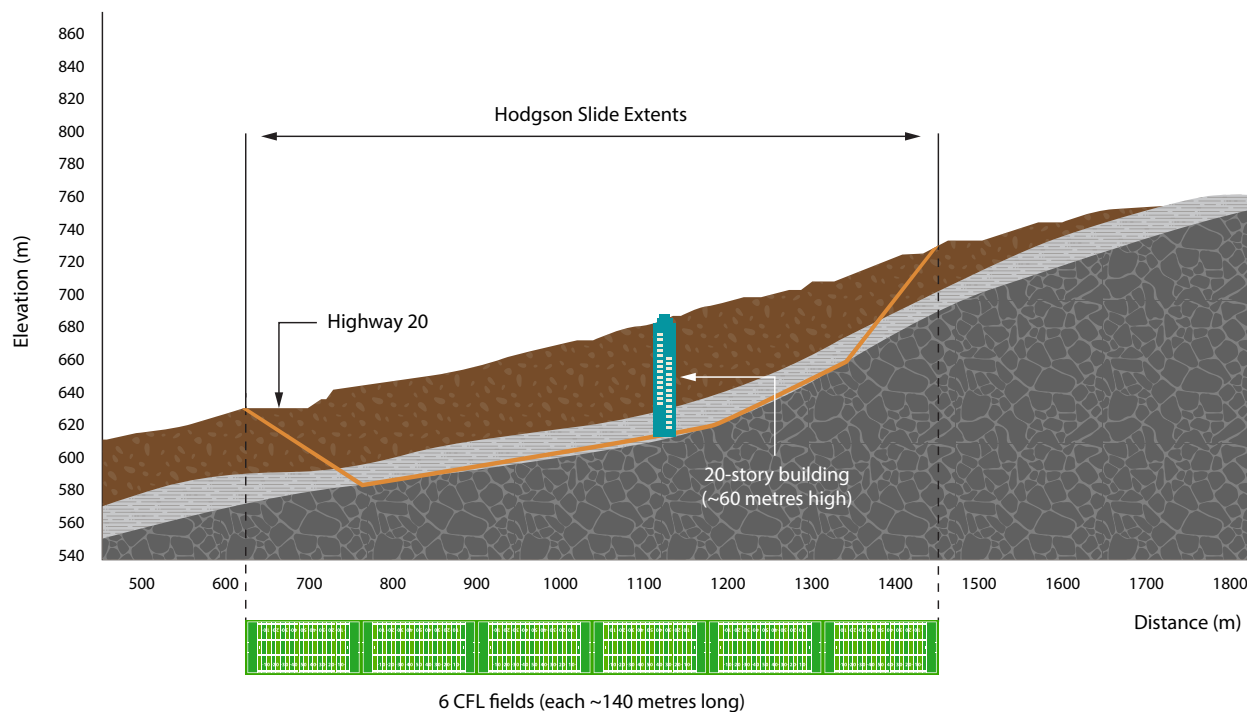 860
840
820
800
780
760
740
720
700
680
660
640
620
600
580
560
540
Elevation (m)
Hodgson Slide Extents
Highway 20
20-story building
(~60 metres high)
500 600 700 800 900 1000 1100 1200 1300 1400 1500 1600 1700 1800
Distance (m)
6 CFL fields (each ~140 metres long)